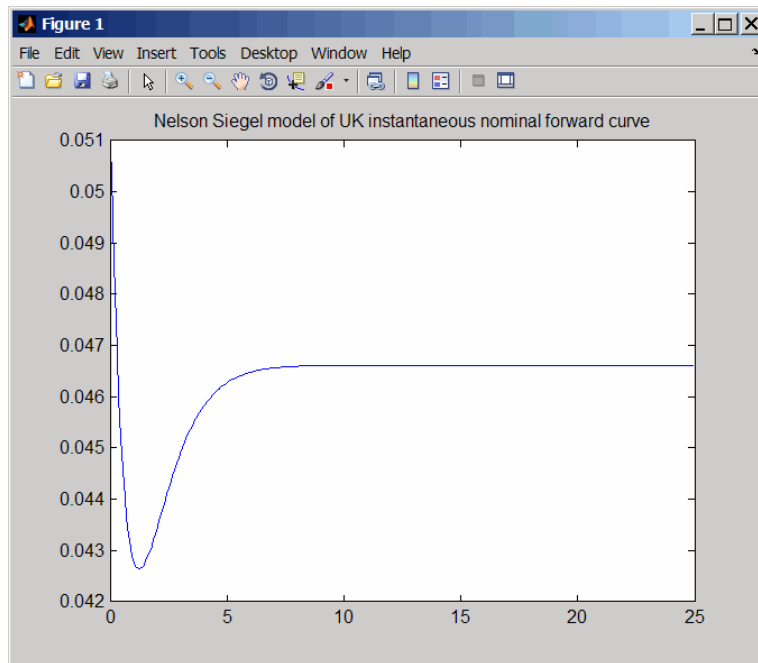 Figure 1
File Edit View Insert Tools Desktop Window Help
Nelson Siegel model of UK instantaneous nominal forward curve
0.051
0.05
0.049
0.048
0.047
0.046
0.045
0.044
0.043
0.042
0 5 10 15 20 25